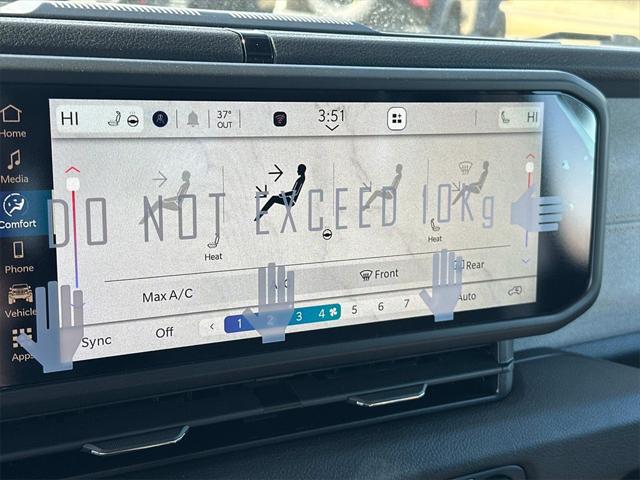 HI 37° OUT 3:51 HI
Home
Media
Comfort
Phone
Vehicle
Apps
DO NOT EXCEED 10Kg
Heat Heat
Max A/C A/C Front Rear
Sync Off < 1 2 3 4 5 6 7 Auto